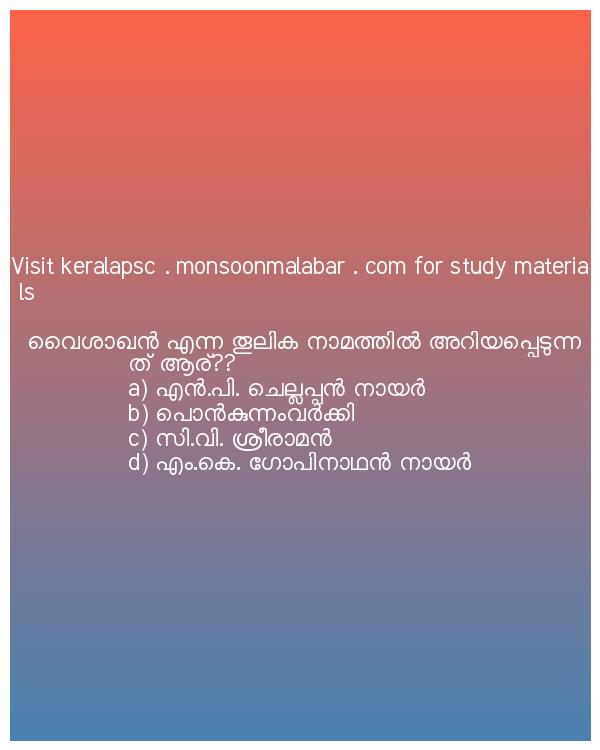 Visit keralapsc . monsoonmalabar . com for study materia
ls
വൈശാഖൻ എന്ന തൂലിക നാമത്തിൽ അറിയപ്പെടുന്ന
ത് ആര്??
a) എൻ.പി. ചെല്ലപ്പൻ നായർ
b) പൊൻകുന്നംവർക്കി
c) സി.വി. ശ്രീരാമൻ
d) എം.കെ. ഗോപിനാഥൻ നായർ